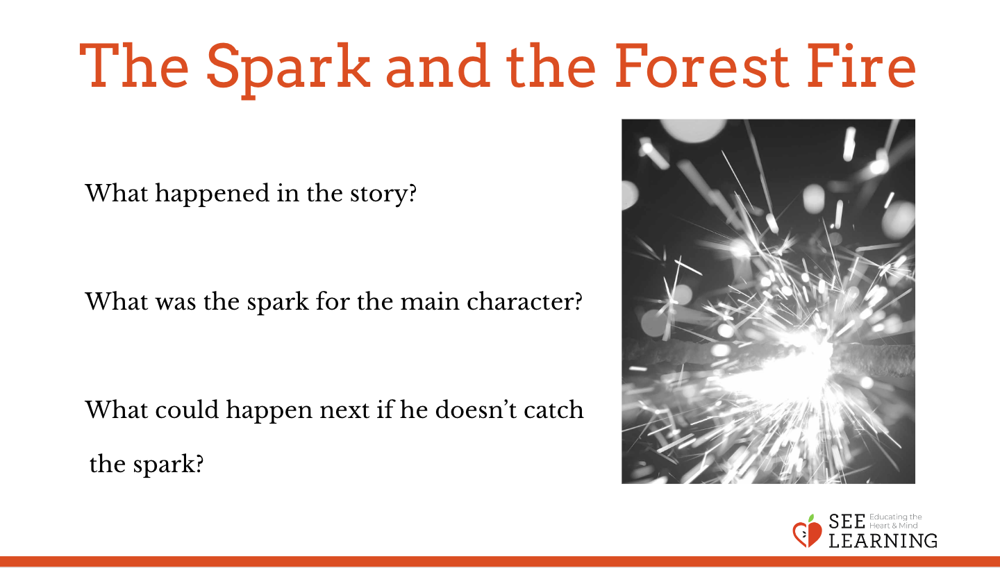 The Spark and the Forest Fire
What happened in the story?
What was the spark for the main character?
What could happen next if he doesn’t catch
the spark?
SEE Educating the
Heart & Mind
LEARNING